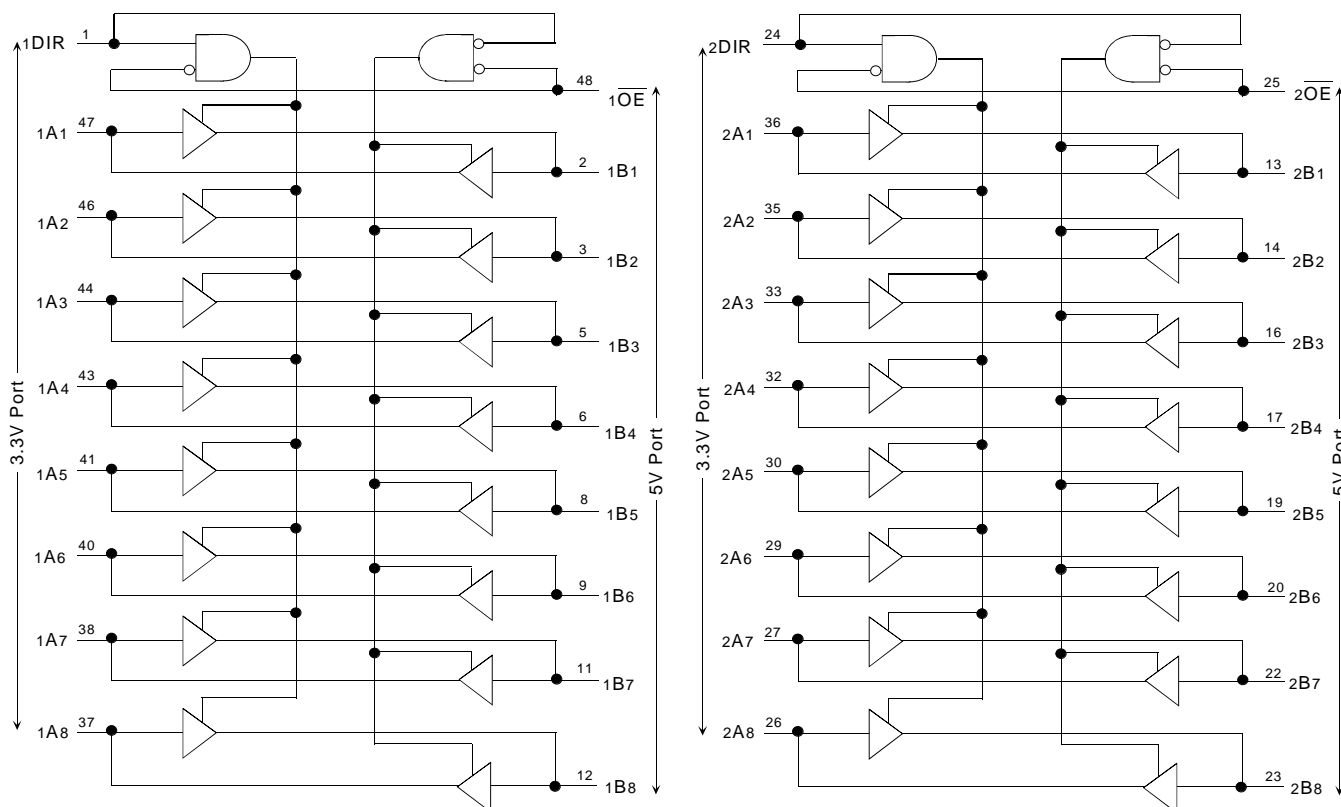 1DIR 1
48 1OE
1A1 47
2 1B1
1A2 46
3 1B2
1A3 44
5 1B3
1A4 43
6 1B4
1A5 41
8 1B5
1A6 40
9 1B6
1A7 38
11 1B7
1A8 37
12 1B8
3.3V Port
5V Port
2DIR 24
25 2OE
2A1 36
13 2B1
2A2 35
14 2B2
2A3 33
16 2B3
2A4 32
17 2B4
2A5 30
19 2B5
2A6 29
20 2B6
2A7 27
22 2B7
2A8 26
23 2B8
3.3V Port
5V Port